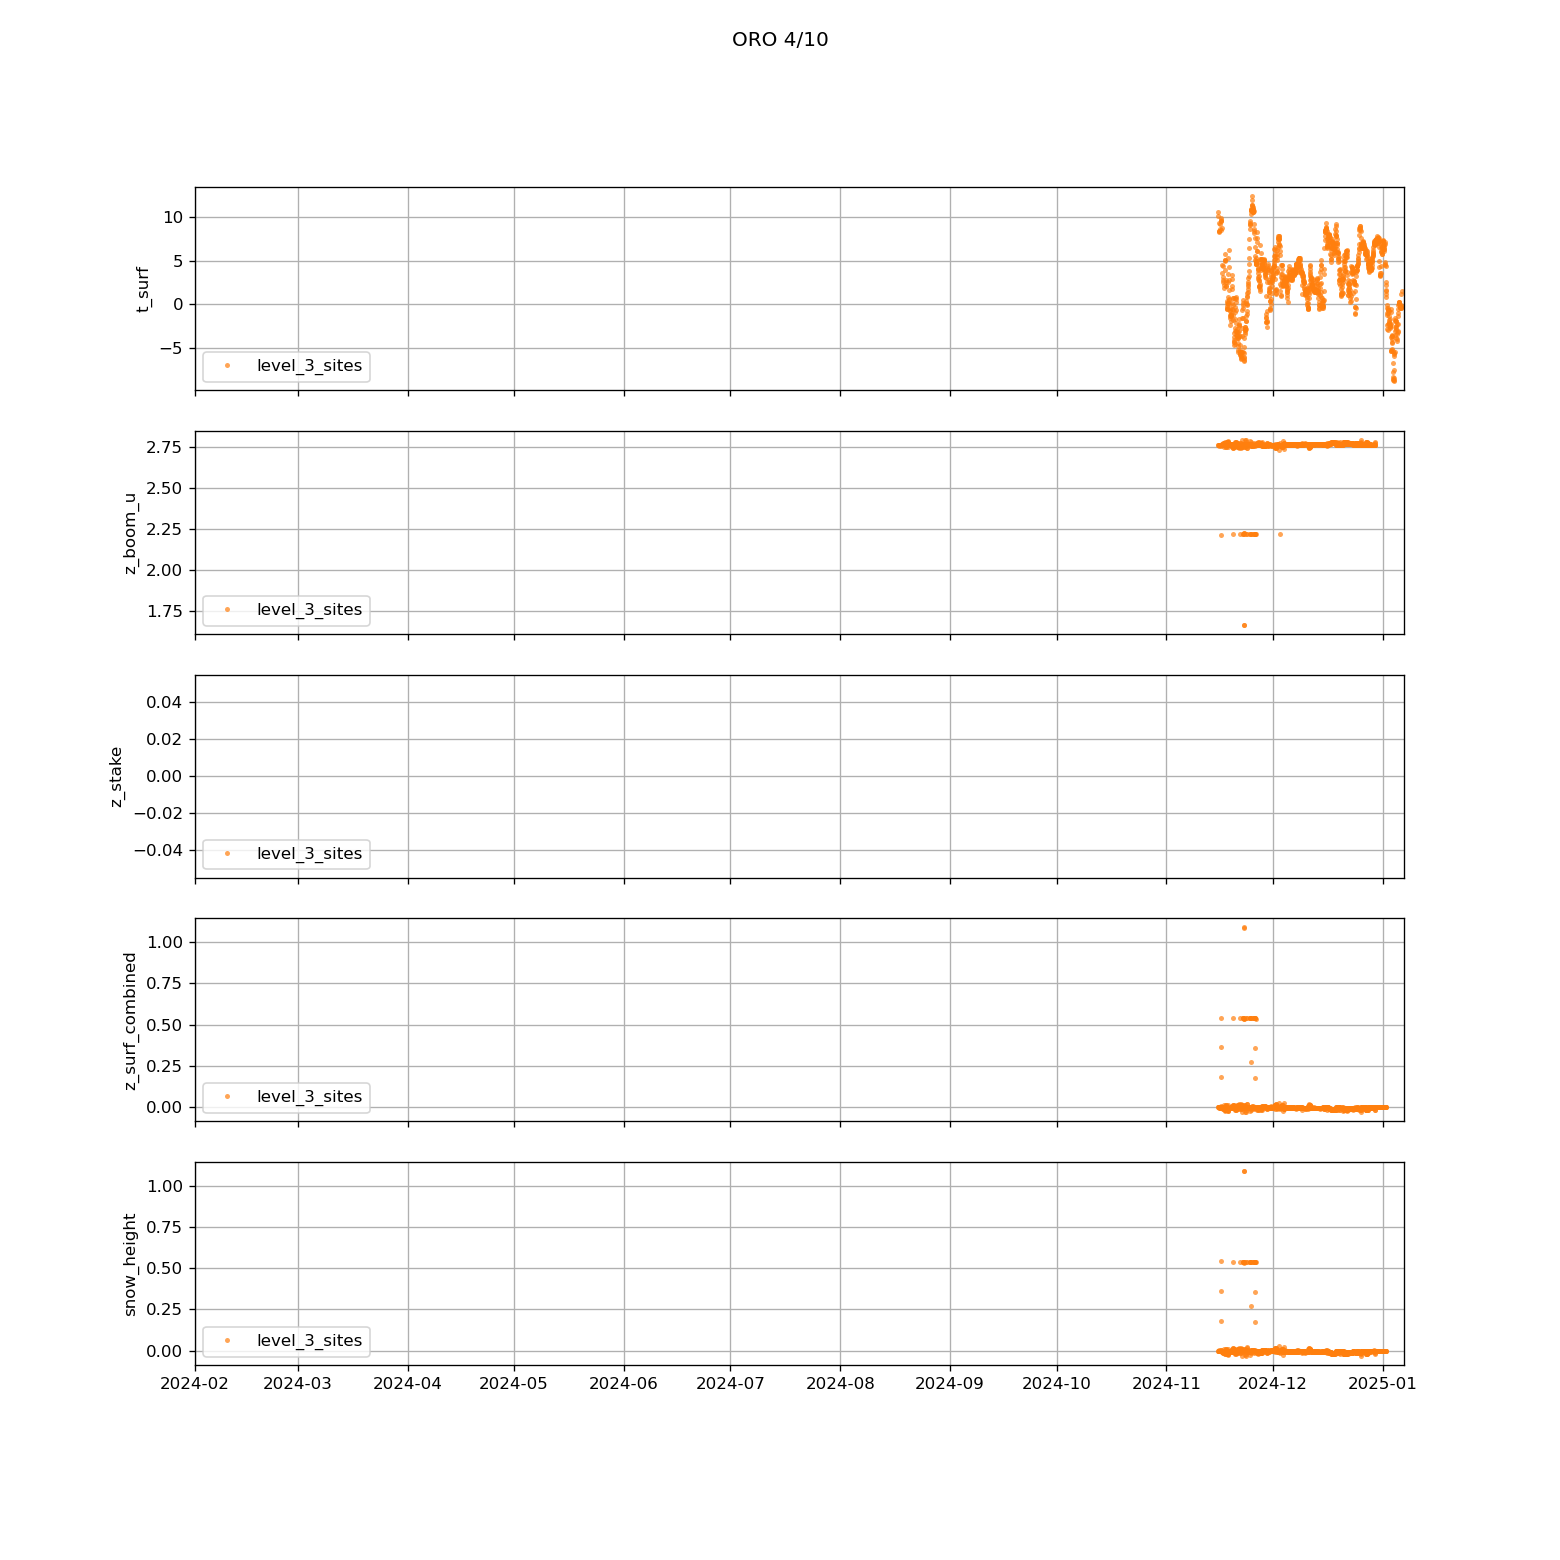 ORO 4/10
10
5
0
−5
t_surf
level_3_sites
2.75
2.50
2.25
2.00
1.75
z_boom_u
level_3_sites
0.04
0.02
0.00
−0.02
−0.04
z_stake
level_3_sites
1.00
0.75
0.50
0.25
0.00
z_surf_combined
level_3_sites
1.00
0.75
0.50
0.25
0.00
snow_height
level_3_sites
2024-02 2024-03 2024-04 2024-05 2024-06 2024-07 2024-08 2024-09 2024-10 2024-11 2024-12 2025-01